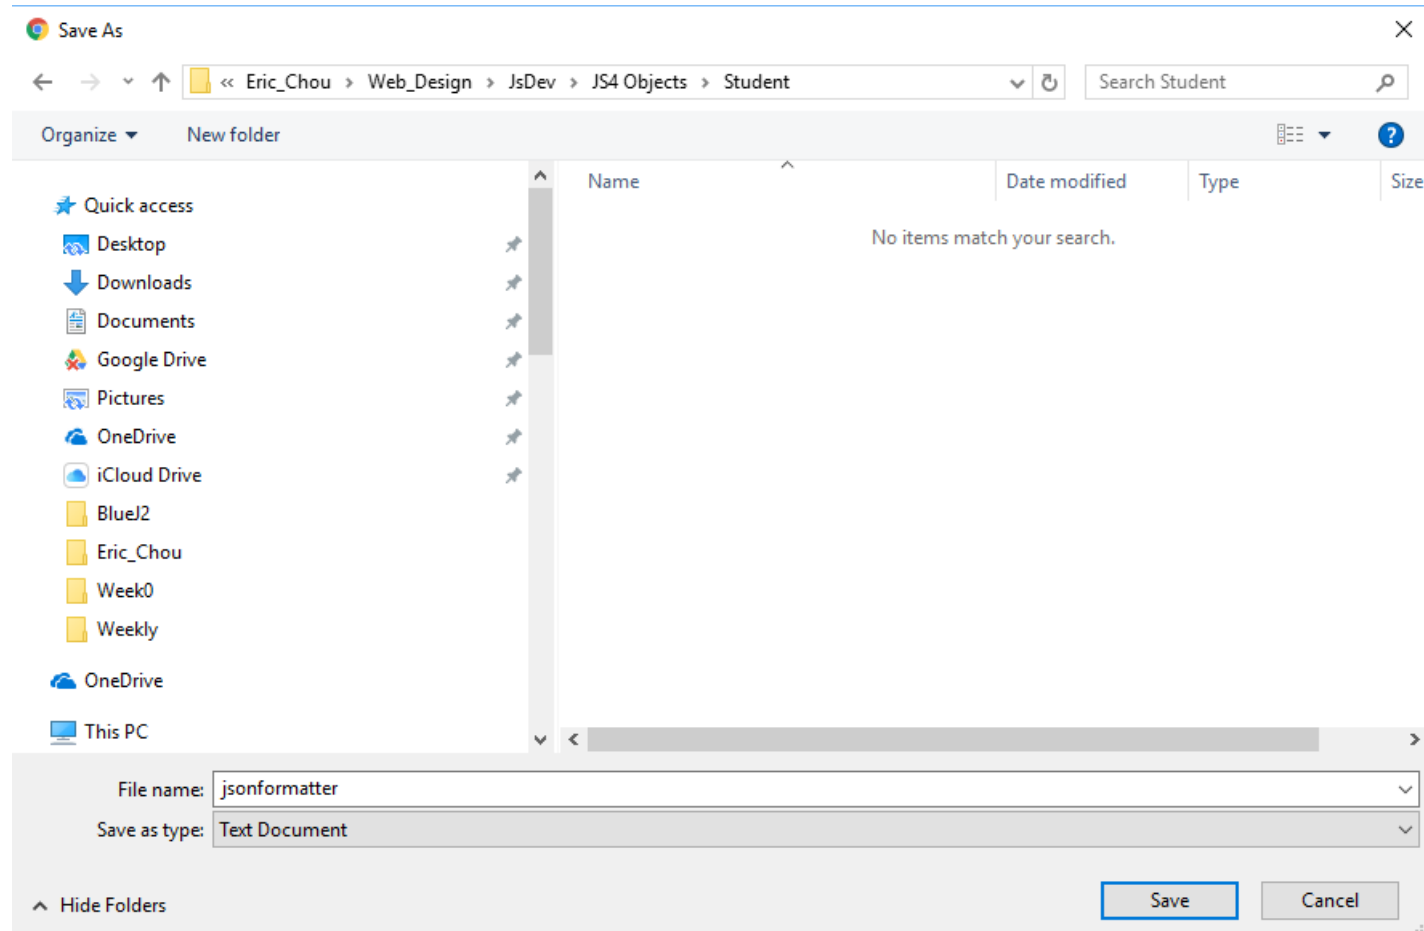 Save As
« Eric_Chou › Web_Design › JsDev › JS4 Objects › Student
Search Student
Organize
New folder
?
Name
Date modified
Type
Size
No items match your search.
Quick access
Desktop
Downloads
Documents
Google Drive
Pictures
OneDrive
iCloud Drive
BlueJ2
Eric_Chou
Week0
Weekly
OneDrive
This PC
File name: jsonformatter
Save as type: Text Document
Hide Folders
Save
Cancel